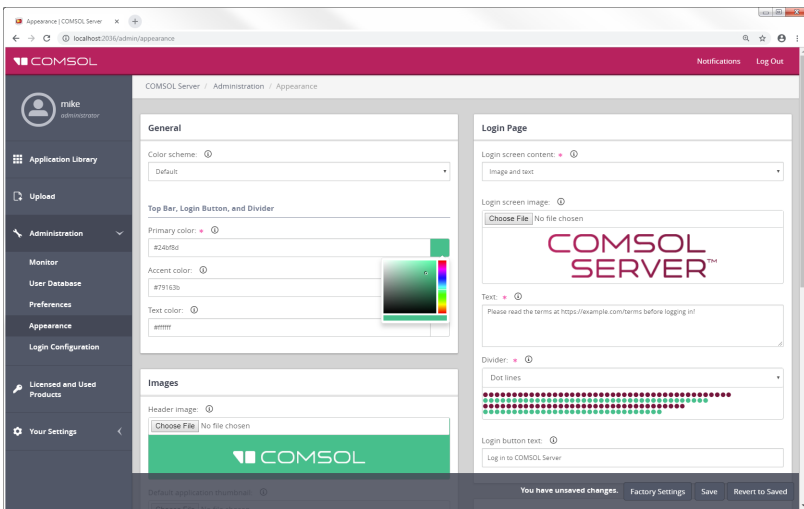 Appearance | COMSOL Server
localhost:2036/admin/appearance
COMSOL
Notifications Log Out
mike
administrator
Application Library
Upload
Administration
Monitor
User Database
Preferences
Appearance
Login Configuration
Licensed and Used
Products
Your Settings
COMSOL Server / Administration / Appearance
General
Color scheme:
Default
Top Bar, Login Button, and Divider
Primary color: *
#24bf8d
Accent color:
#79163b
Text color:
#ffffff
Images
Header image:
Choose File No file chosen
COMSOL
Default application thumbnail:
Login Page
Login screen content: *
Image and text
Login screen image:
Choose File No file chosen
COMSOL
SERVER™
Text: *
Please read the terms at https://example.com/terms before logging in!
Divider: *
Dot lines
Login button text:
Log in to COMSOL Server
You have unsaved changes. Factory Settings Save Revert to Saved